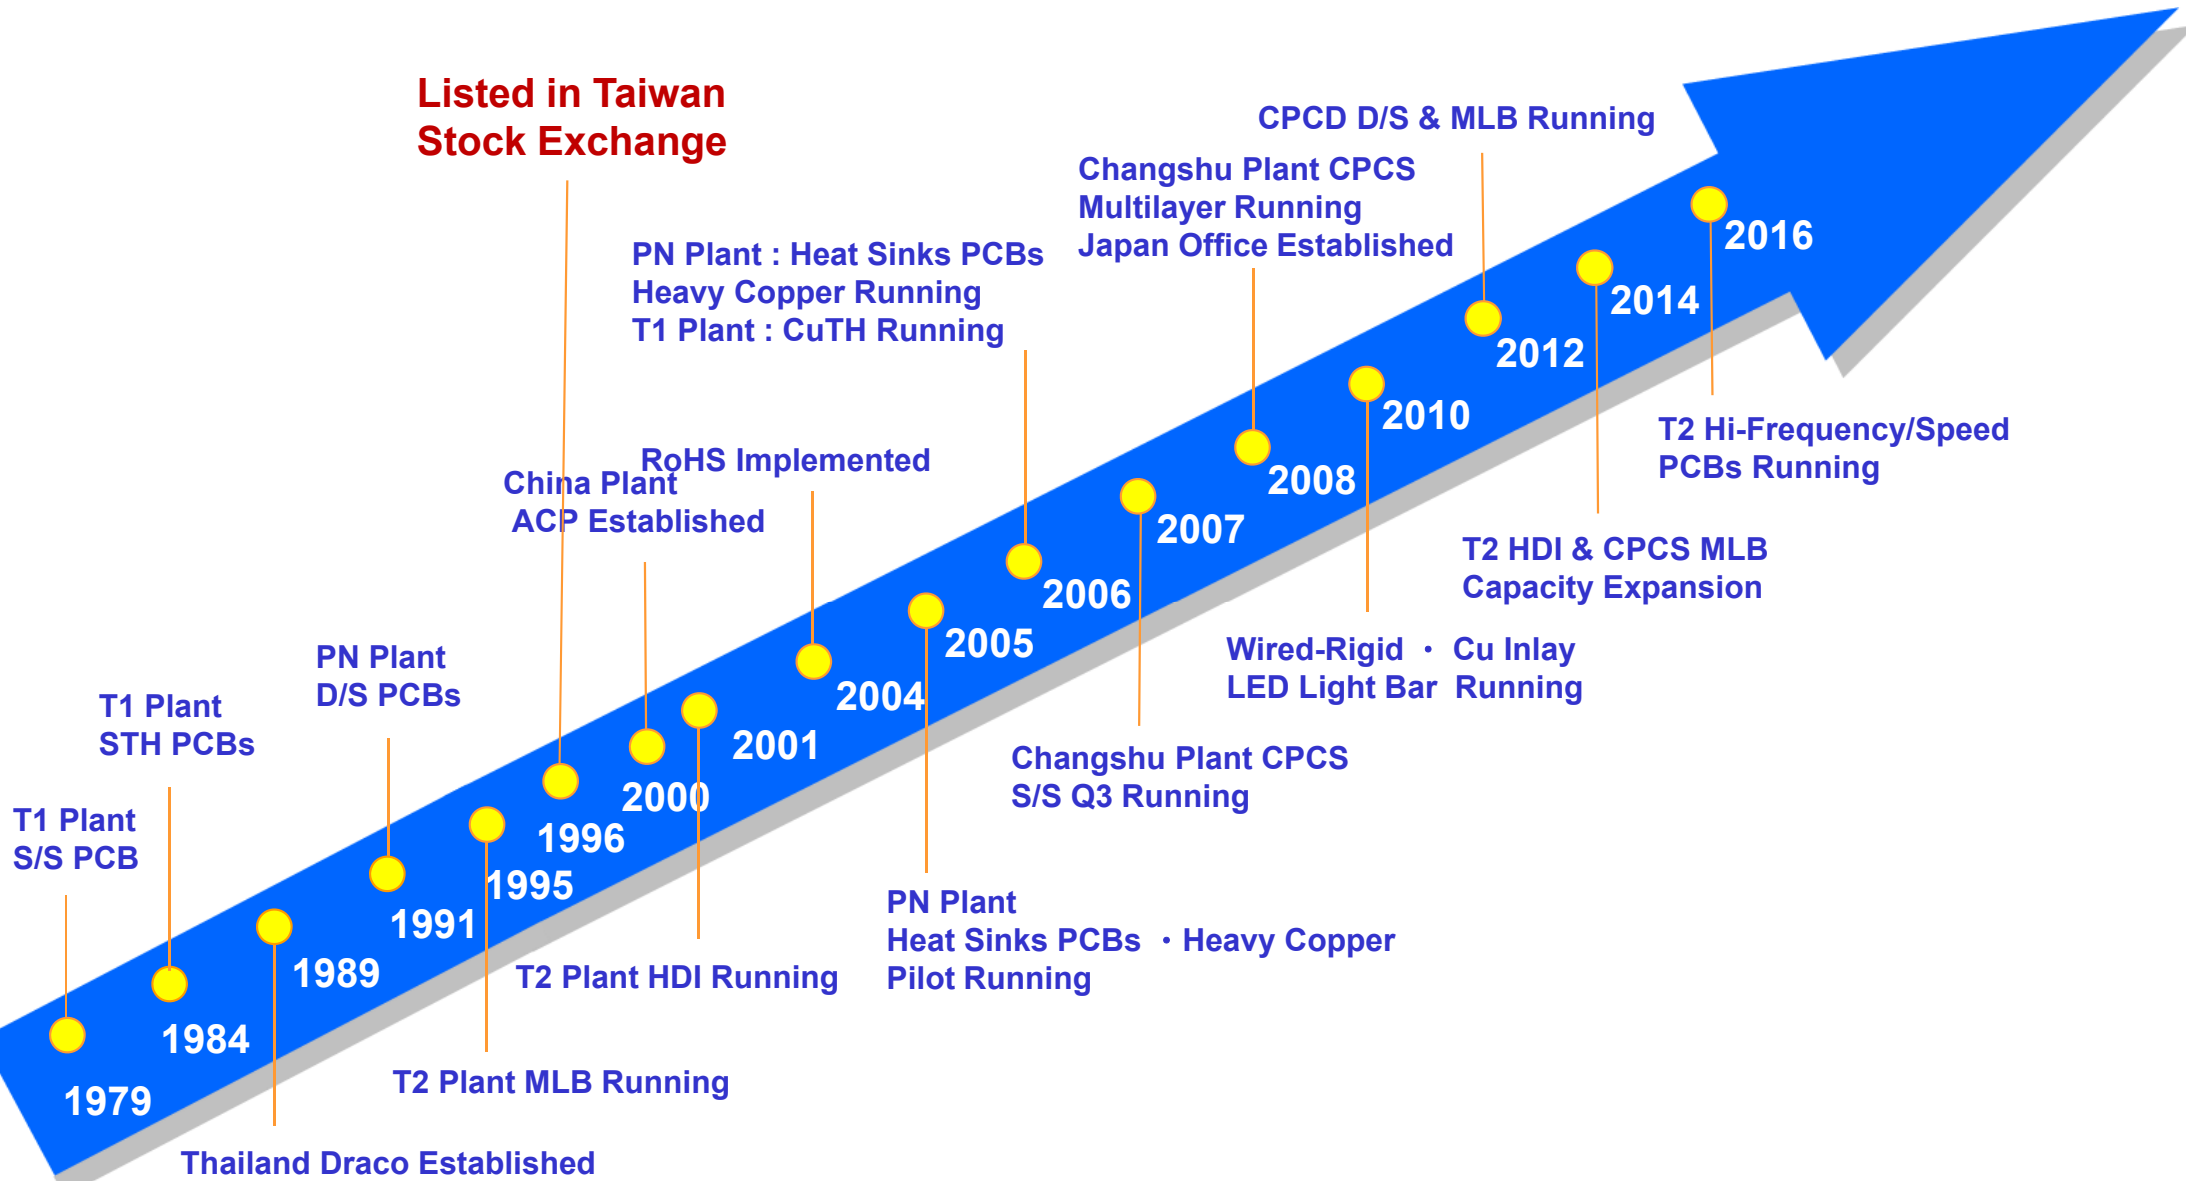 Listed in Taiwan
Stock Exchange
CPCD D/S & MLB Running
Changshu Plant CPCS
Multilayer Running
Japan Office Established
PN Plant : Heat Sinks PCBs
Heavy Copper Running
T1 Plant : CuTH Running
RoHS Implemented
China Plant
ACP Established
PN Plant
D/S PCBs
T1 Plant
STH PCBs
T1 Plant
S/S PCB
1979
1984
1989
1991
1995
1996
2000
2001
2004
2005
2006
2007
2008
2010
2012
2014
2016
T2 Hi-Frequency/Speed
PCBs Running
T2 HDI & CPCS MLB
Capacity Expansion
Wired-Rigid ・ Cu Inlay
LED Light Bar Running
Changshu Plant CPCS
S/S Q3 Running
PN Plant
Heat Sinks PCBs ・Heavy Copper
Pilot Running
T2 Plant HDI Running
T2 Plant MLB Running
Thailand Draco Established